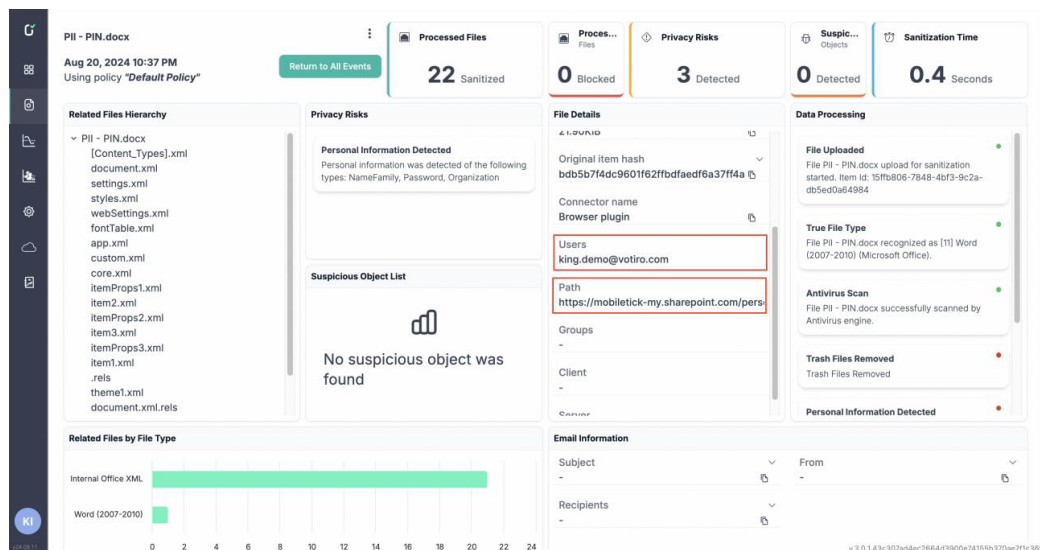 PII - PIN.docx
Aug 20, 2024 10:37 PM
Using policy "Default Policy"
Return to All Events
Processed Files
22 Sanitized
Proces...
Files
0 Blocked
Privacy Risks
3 Detected
Suspic...
Objects
0 Detected
Sanitization Time
0.4 Seconds
Related Files Hierarchy
PII - PIN.docx
[Content_Types].xml
document.xml
settings.xml
styles.xml
webSettings.xml
fontTable.xml
app.xml
custom.xml
core.xml
itemProps1.xml
item2.xml
itemProps2.xml
item3.xml
itemProps3.xml
item1.xml
.rels
theme1.xml
document.xml.rels
Privacy Risks
Personal Information Detected
Personal information was detected of the following
types: NameFamily, Password, Organization
Suspicious Object List
No suspicious object was
found
File Details
21.90KiB
Original item hash
bdb5b7f4dc9601f62ffbdfaedf6a37ff4a
Connector name
Browser plugin
Users
king.demo@votiro.com
Path
https://mobiletick-my.sharepoint.com/pers
Groups
-
Client
-
Server
Data Processing
File Uploaded
File PII - PIN.docx upload for sanitization
started. Item Id: 15ffb806-7848-4bf3-9c2a-
db5ed0a64984
True File Type
File PII - PIN.docx recognized as [11] Word
(2007-2010) (Microsoft Office).
Antivirus Scan
File PII - PIN.docx successfully scanned by
Antivirus engine.
Trash Files Removed
Trash Files Removed
Personal Information Detected
Related Files by File Type
Internal Office XML
Word (2007-2010)
0 2 4 6 8 10 12 14 16 18 20 22 24
Email Information
Subject
-
From
-
Recipients
-
KI